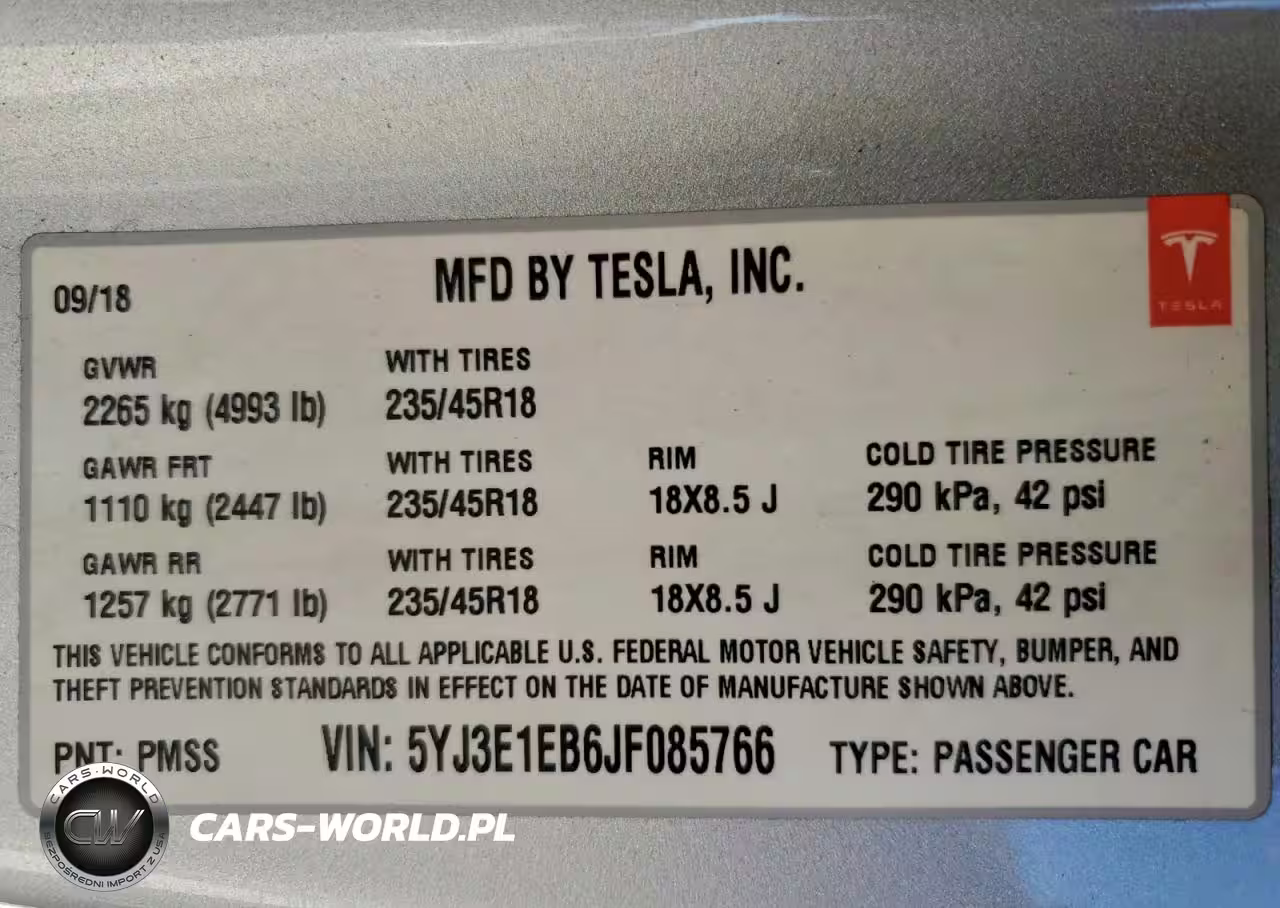 MFD BY TESLA, INC.
TESLA
09/18
GVWR WITH TIRES
2265 kg (4993 lb) 235/45R18
GAWR FRT WITH TIRES RIM COLD TIRE PRESSURE
1110 kg (2447 lb) 235/45R18 18X8.5 J 290 kPa, 42 psi
GAWR RR WITH TIRES RIM COLD TIRE PRESSURE
1257 kg (2771 lb) 235/45R18 18X8.5 J 290 kPa, 42 psi
THIS VEHICLE CONFORMS TO ALL APPLICABLE U.S. FEDERAL MOTOR VEHICLE SAFETY, BUMPER, AND
THEFT PREVENTION STANDARDS IN EFFECT ON THE DATE OF MANUFACTURE SHOWN ABOVE.
PNT: PMSS VIN: 5YJ3E1EB6JF085766 TYPE: PASSENGER CAR
CARS-WORLD
CW
BEZPOŚREDNI IMPORT Z USA
CARS-WORLD.PL